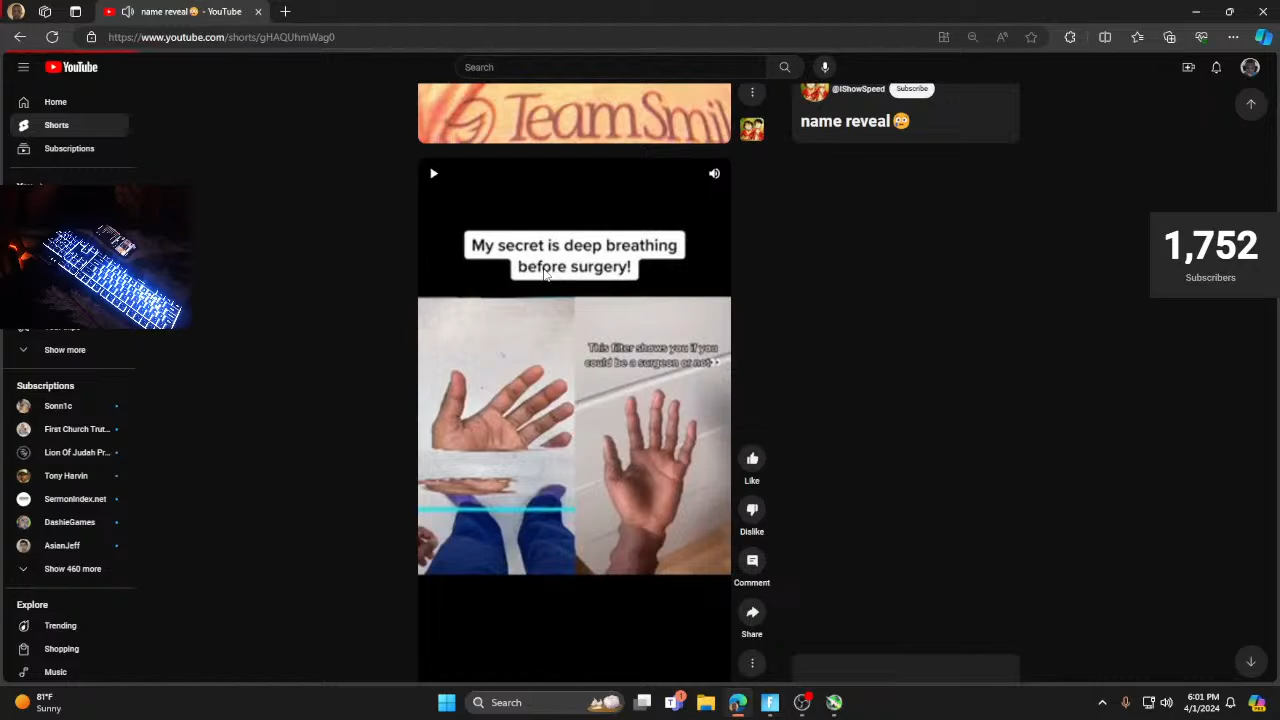 name reveal😳 - YouTube
https://www.youtube.com/shorts/gHAQUhmWag0
YouTube
Search
Home
Shorts
Subscriptions
Show more
Subscriptions
Sonn1c
First Church Trut...
Lion Of Judah Pr...
Tony Harvin
SermonIndex.net
DashieGames
AsianJeff
Show 460 more
Explore
Trending
Shopping
Music
TeamSmil
My secret is deep breathing
before surgery!
This filter shows you if you
could be a surgeon or not👀
Like
Dislike
Comment
Share
@IShowSpeed
Subscribe
name reveal😳
1,752
Subscribers
81°F
Sunny
Search
1
6:01 PM
4/3/2024